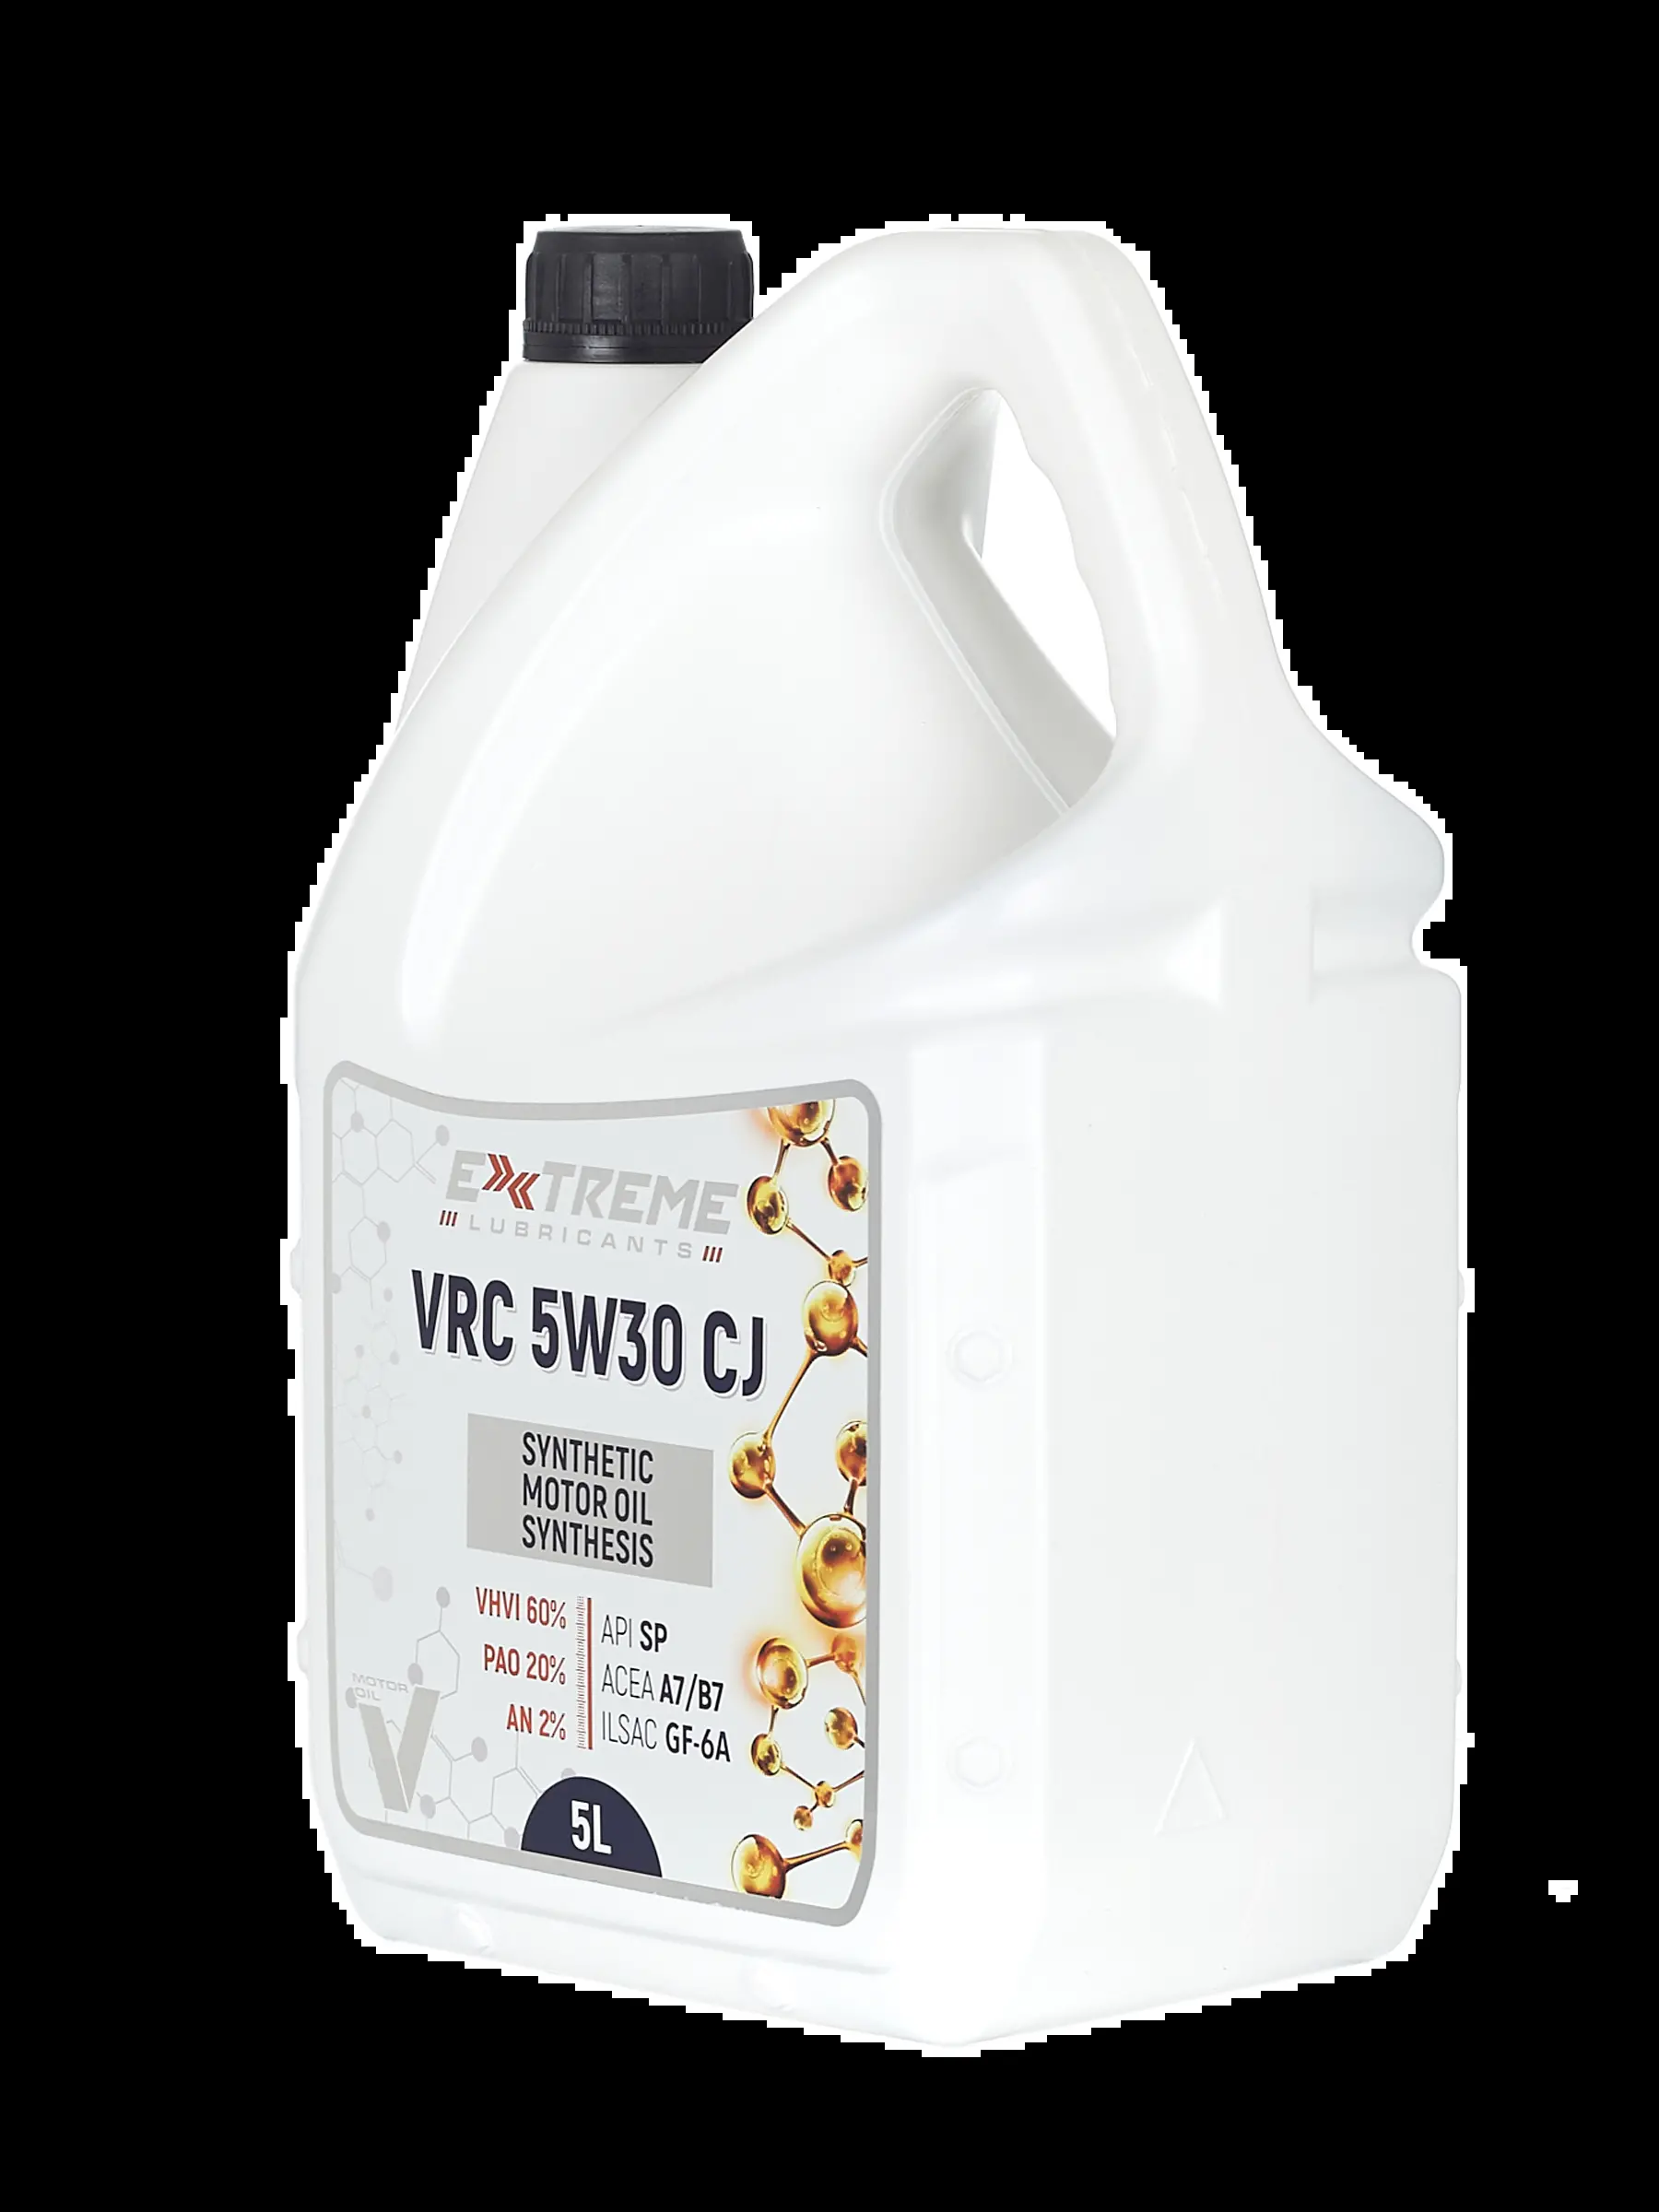 EXTREME
LUBRICANTS
VRC 5W30 CJ
SYNTHETIC
MOTOR OIL
SYNTHESIS
VHVI 60%
PAO 20%
AN 2%
API SP
ACEA A7/B7
ILSAC GF-6A
MOTOR
OIL
V
5L